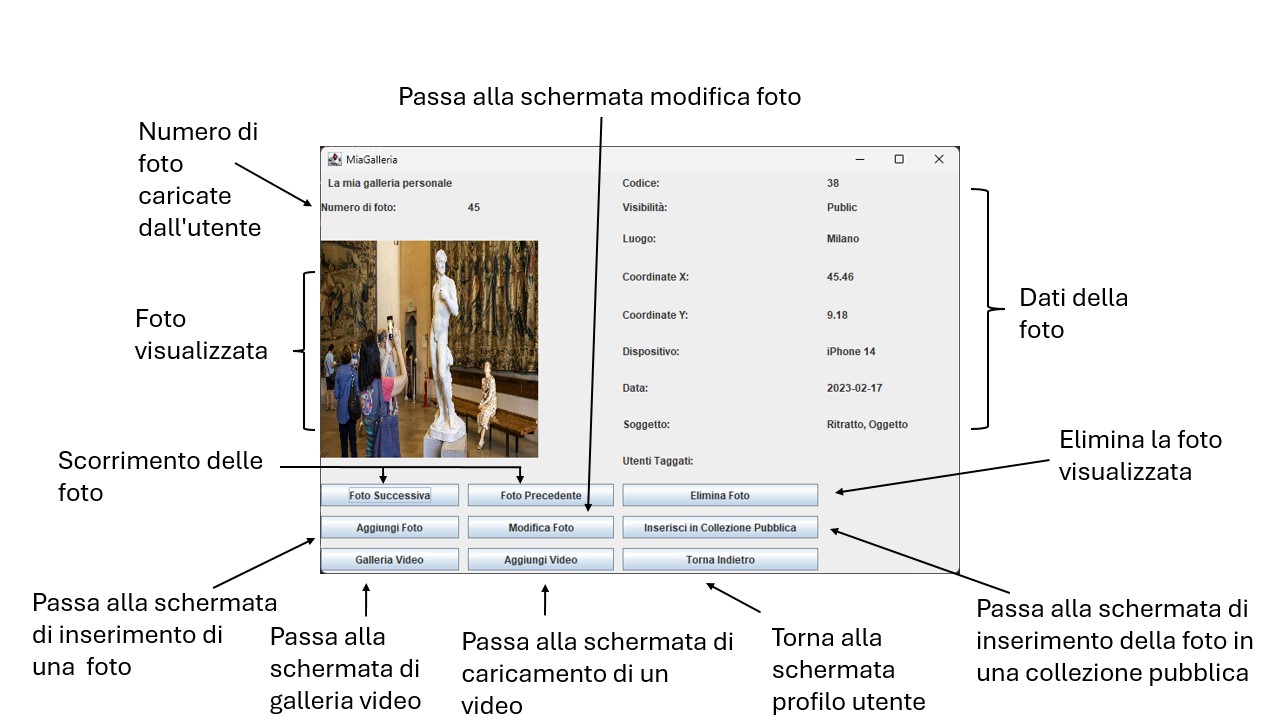 Passa alla schermata modifica foto
Numero di
foto
caricate
dall'utente
MiaGalleria
La mia galleria personale
Numero di foto: 45
Codice: 38
Visibilità: Public
Luogo: Milano
Coordinate X: 45.46
Coordinate Y: 9.18
Dispositivo: iPhone 14
Data: 2023-02-17
Soggetto: Ritratto, Oggetto
Utenti Taggati:
Foto
visualizzata
Dati della
foto
Scorrimento delle
foto
Elimina la foto
visualizzata
Foto Successiva Foto Precedente Elimina Foto
Aggiungi Foto Modifica Foto Inserisci in Collezione Pubblica
Galleria Video Aggiungi Video Torna Indietro
Passa alla schermata
di inserimento di
una  foto
Passa alla
schermata di
galleria video
Passa alla schermata di
caricamento di un
video
Torna alla
schermata
profilo utente
Passa alla schermata di
inserimento della foto in
una collezione pubblica